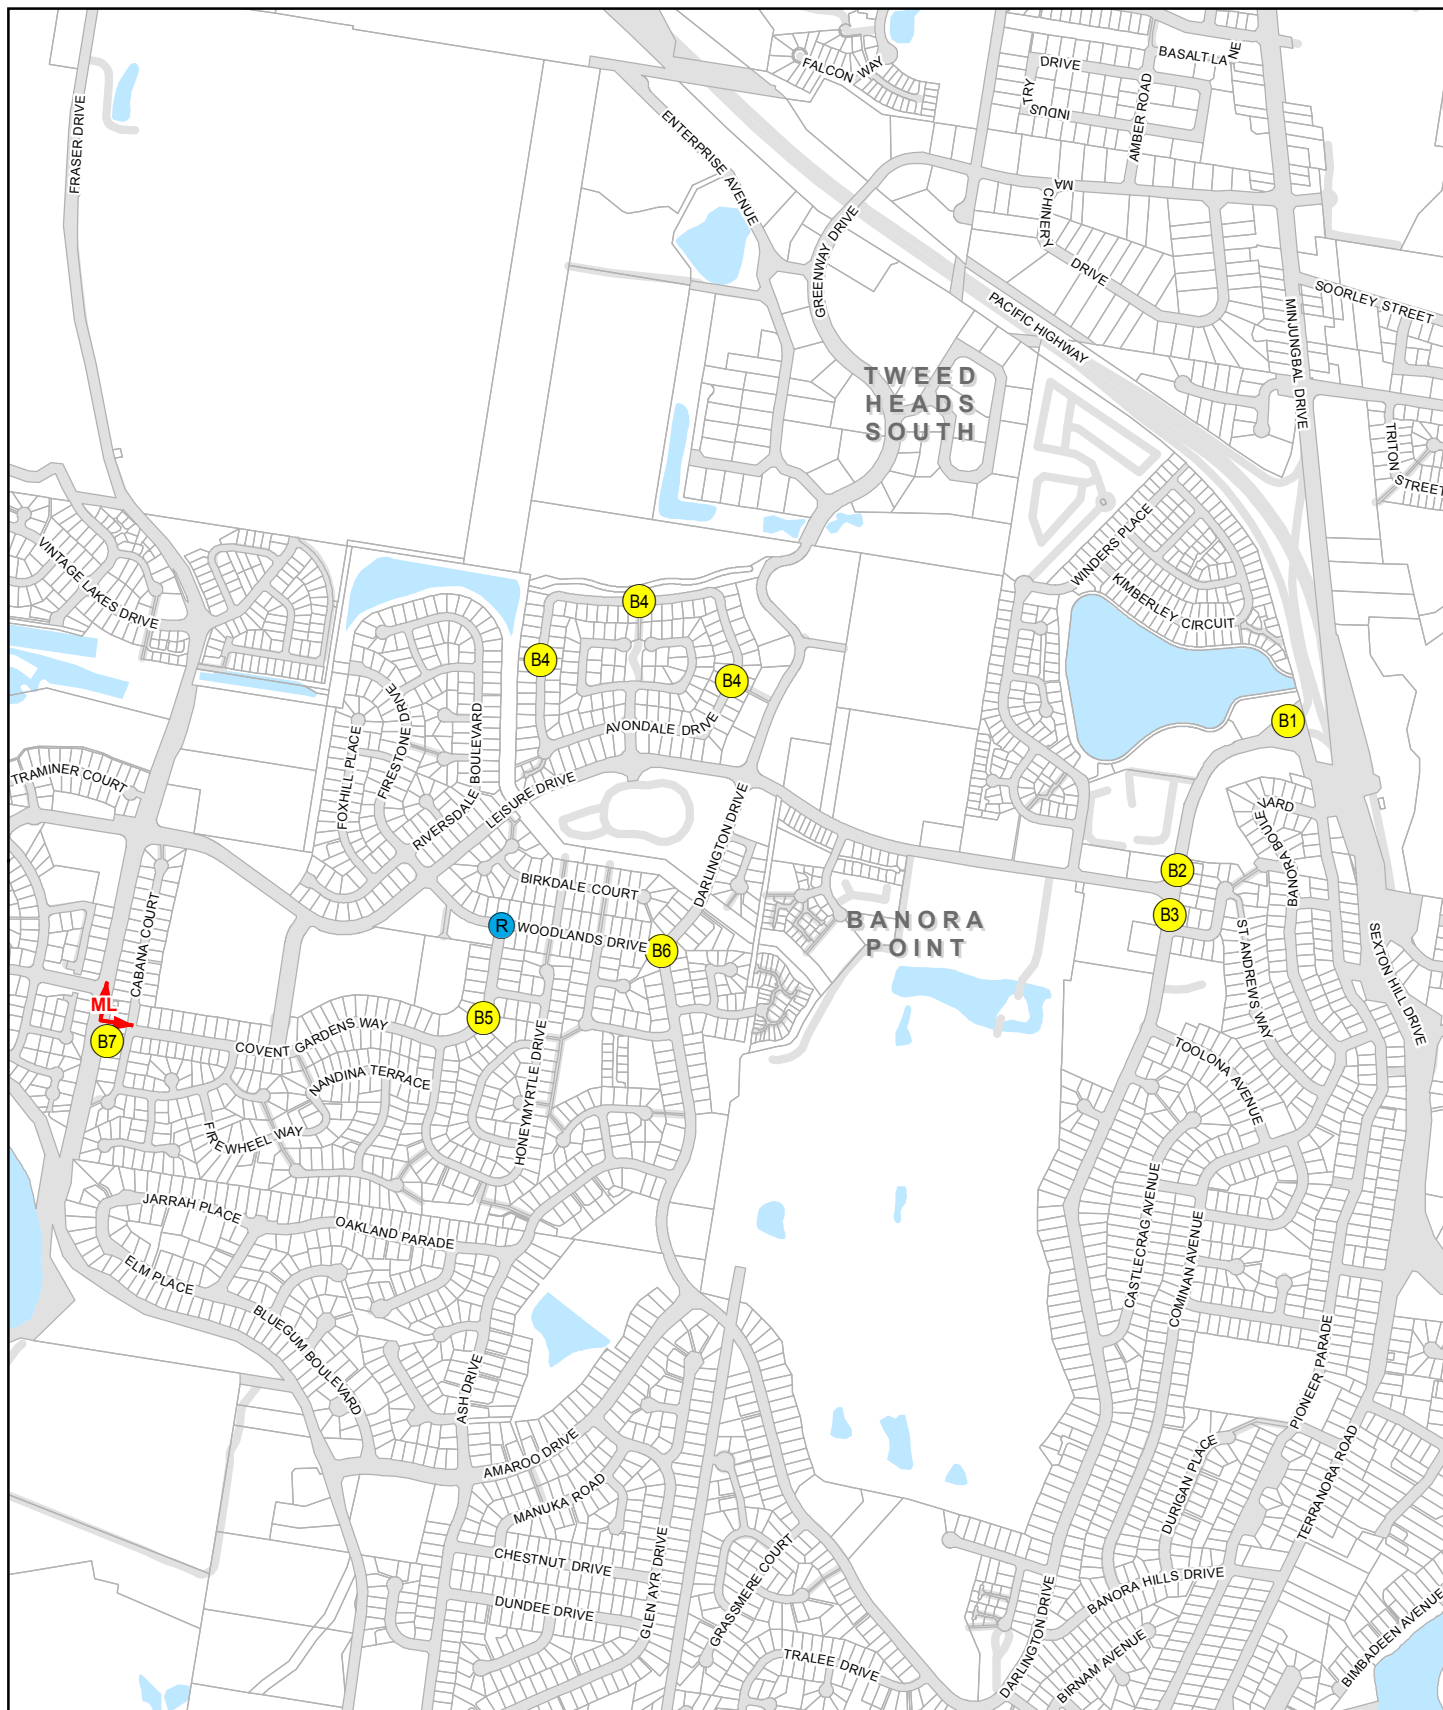 BASALT LANE
FALCON WAY
DRIVE
INDUS
TRY
AMBER ROAD
FRASER DRIVE
ENTERPRISE AVENUE
MA
CHINERY
DRIVE
GREENWAY DRIVE
PACIFIC HIGHWAY
SOORLEY STREET
MINJUNGBAL DRIVE
TWEED
HEADS
SOUTH
TRITON STREET
WINDERS PLACE
KIMBERLEY CIRCUIT
VINTAGE LAKES DRIVE
B4
B4
B4
B1
AVONDALE DRIVE
FOXHILL PLACE
FIRESTONE DRIVE
RIVERSDALE BOULEVARD
LEISURE DRIVE
TRAMINER COURT
DARLINGTON DRIVE
BANORA BOULEVARD
BIRKDALE COURT
B2
B3
BANORA
POINT
R
WOODLANDS DRIVE
B6
CABANA COURT
ST ANDREWS WAY
SEXTON HILL DRIVE
ML
B7
B5
COVENT GARDENS WAY
NANDINA TERRACE
FIREWHEEL WAY
HONEYMYRTLE DRIVE
TOOLONA AVENUE
JARRAH PLACE
OAKLAND PARADE
ELM PLACE
BLUEGUM BOULEVARD
CASTLECRAG AVENUE
COMINAN AVENUE
ASH DRIVE
PIONEER PARADE
AMAROO DRIVE
MANUKA ROAD
DURIGAN PLACE
TERRANORA ROAD
CHESTNUT DRIVE
DUNDEE DRIVE
GLEN AYR DRIVE
GRASSMERE COURT
BANORA HILLS DRIVE
DARLINGTON DRIVE
BIRNAM AVENUE
BIMBADEEN AVENUE
TRALEE DRIVE